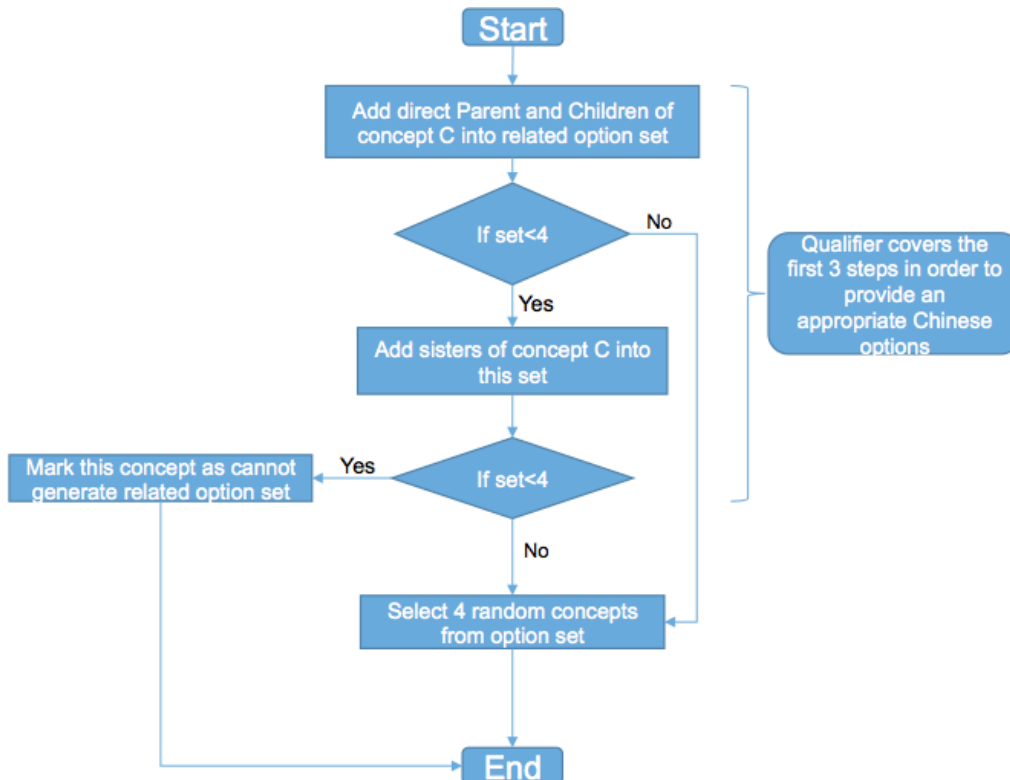 Start
Add direct Parent and Children of
concept C into related option set
If set<4
No
Yes
Qualifier covers the
first 3 steps in order to
provide an
appropriate Chinese
options
Add sisters of concept C into
this set
If set<4
Yes
Mark this concept as cannot
generate related option set
No
Select 4 random concepts
from option set
End